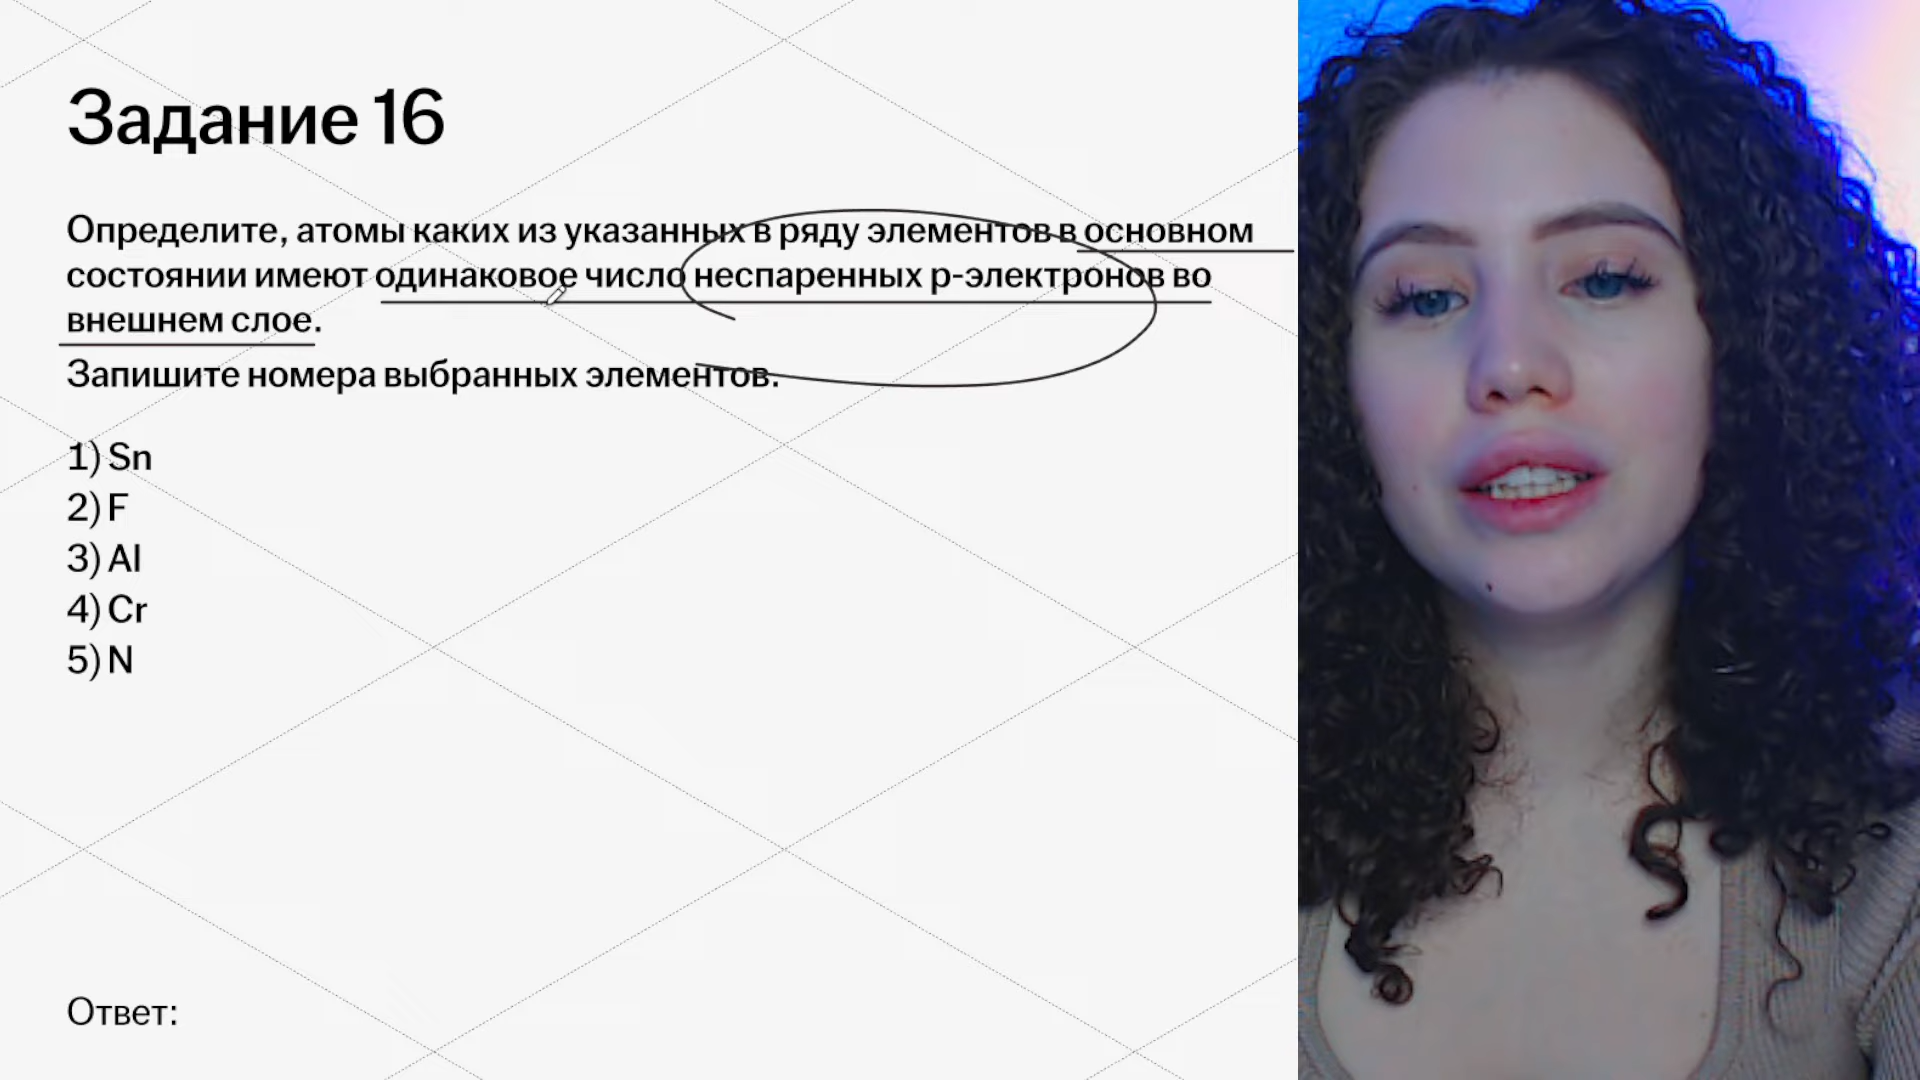 Задание 16
Определите, атомы каких из указанных в ряду элементов в основном
состоянии имеют одинаковое число неспаренных р-электронов во
внешнем слое.
Запишите номера выбранных элементов.
1) Sn
2) F
3) Al
4) Cr
5) N
Ответ: